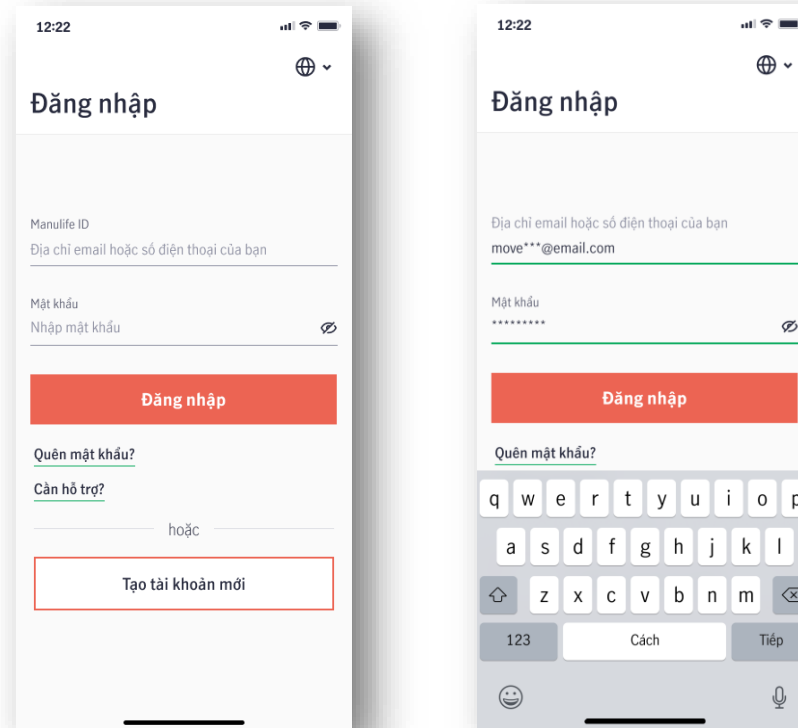 12:22
Đăng nhập
Manulife ID
Địa chỉ email hoặc số điện thoại của bạn
Mật khẩu
Nhập mật khẩu
Đăng nhập
Quên mật khẩu?
Cần hỗ trợ?
hoặc
Tạo tài khoản mới
12:22
Đăng nhập
Địa chỉ email hoặc số điện thoại của bạn
move***@email.com
Mật khẩu
*********
Đăng nhập
Quên mật khẩu?
q w e r t y u i o p
a s d f g h j k l
z x c v b n m
123 Cách Tiếp